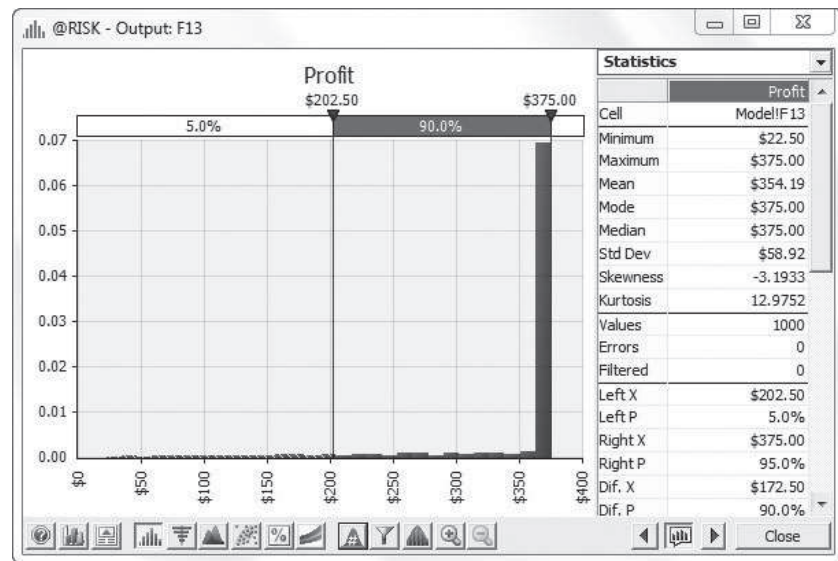 @RISK - Output: F13
Profit
$202.50 $375.00
5.0% 90.0%
0.07
0.06
0.05
0.04
0.03
0.02
0.01
0.00
$0 $50 $100 $150 $200 $250 $300 $350 $400
Statistics
Profit
Cell Model!F13
Minimum $22.50
Maximum $375.00
Mean $354.19
Mode $375.00
Median $375.00
Std Dev $58.92
Skewness -3.1933
Kurtosis 12.9752
Values 1000
Errors 0
Filtered 0
Left X $202.50
Left P 5.0%
Right X $375.00
Right P 95.0%
Dif. X $172.50
Dif. P 90.0%
Close